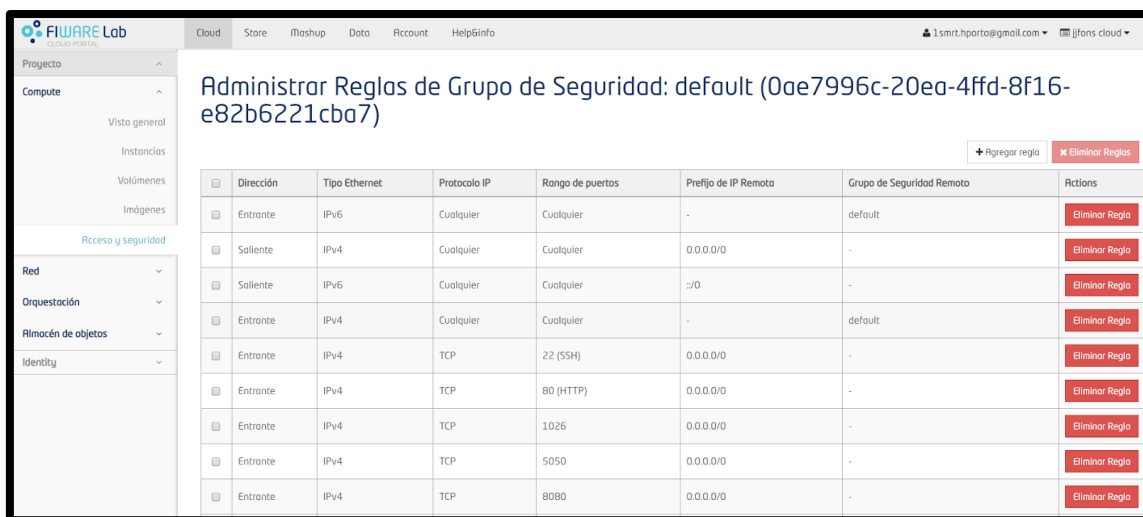 FIWARE Lab
CLOUD PORTAL
Cloud Store Mashup Data Account Help&info 1smrt.hporto@gmail.com jjfons cloud
Proyecto
Compute
Vista general
Instancias
Volúmenes
Imágenes
Acceso y seguridad
Red
Orquestación
Almacén de objetos
Identity
Administrar Reglas de Grupo de Seguridad: default (0ae7996c-20ea-4ffd-8f16-
e82b6221cba7)
+ Agregar regla × Eliminar Reglas
Dirección Tipo Ethernet Protocolo IP Rango de puertos Prefijo de IP Remota Grupo de Seguridad Remoto Actions
Entrante IPv6 Cualquier Cualquier - default Eliminar Regla
Saliente IPv4 Cualquier Cualquier 0.0.0.0/0 - Eliminar Regla
Saliente IPv6 Cualquier Cualquier ::/0 - Eliminar Regla
Entrante IPv4 Cualquier Cualquier - default Eliminar Regla
Entrante IPv4 TCP 22 (SSH) 0.0.0.0/0 - Eliminar Regla
Entrante IPv4 TCP 80 (HTTP) 0.0.0.0/0 - Eliminar Regla
Entrante IPv4 TCP 1026 0.0.0.0/0 - Eliminar Regla
Entrante IPv4 TCP 5050 0.0.0.0/0 - Eliminar Regla
Entrante IPv4 TCP 8080 0.0.0.0/0 - Eliminar Regla